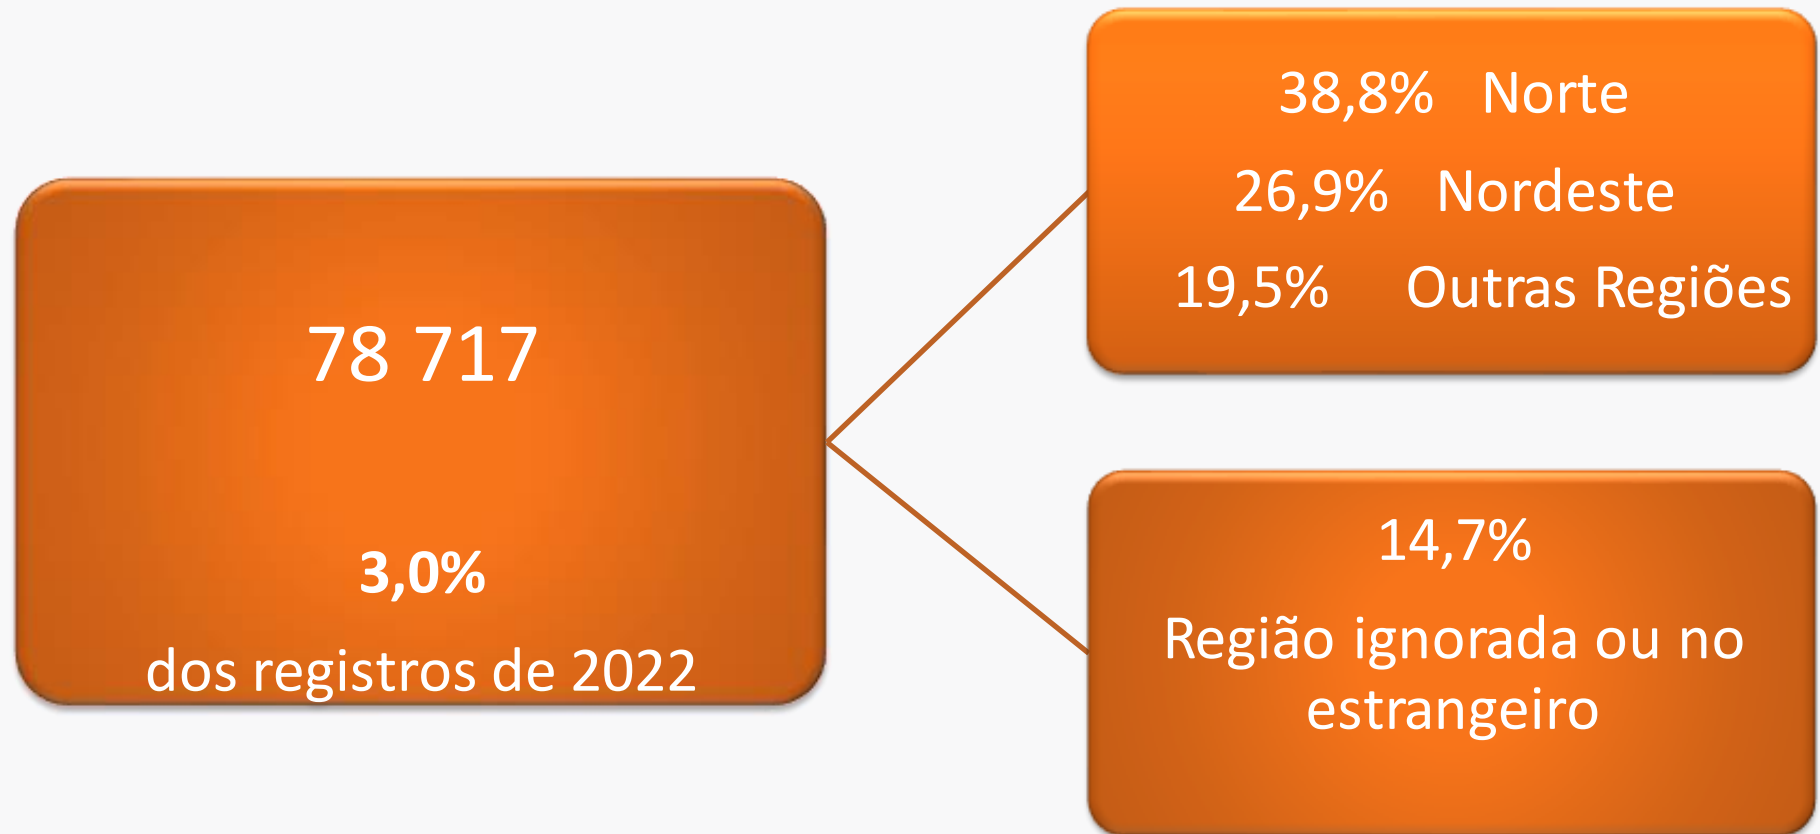 78 717
3,0%
dos registros de 2022
38,8% Norte
26,9% Nordeste
19,5% Outras Regiões
14,7%
Região ignorada ou no
estrangeiro